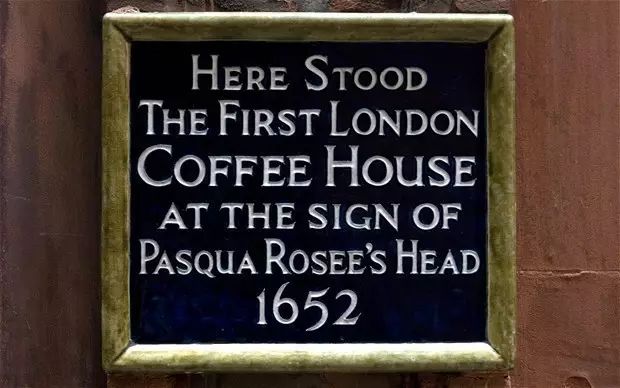 Here Stood
The First London
Coffee House
at the sign of
Pasqua Rosee's Head
1652